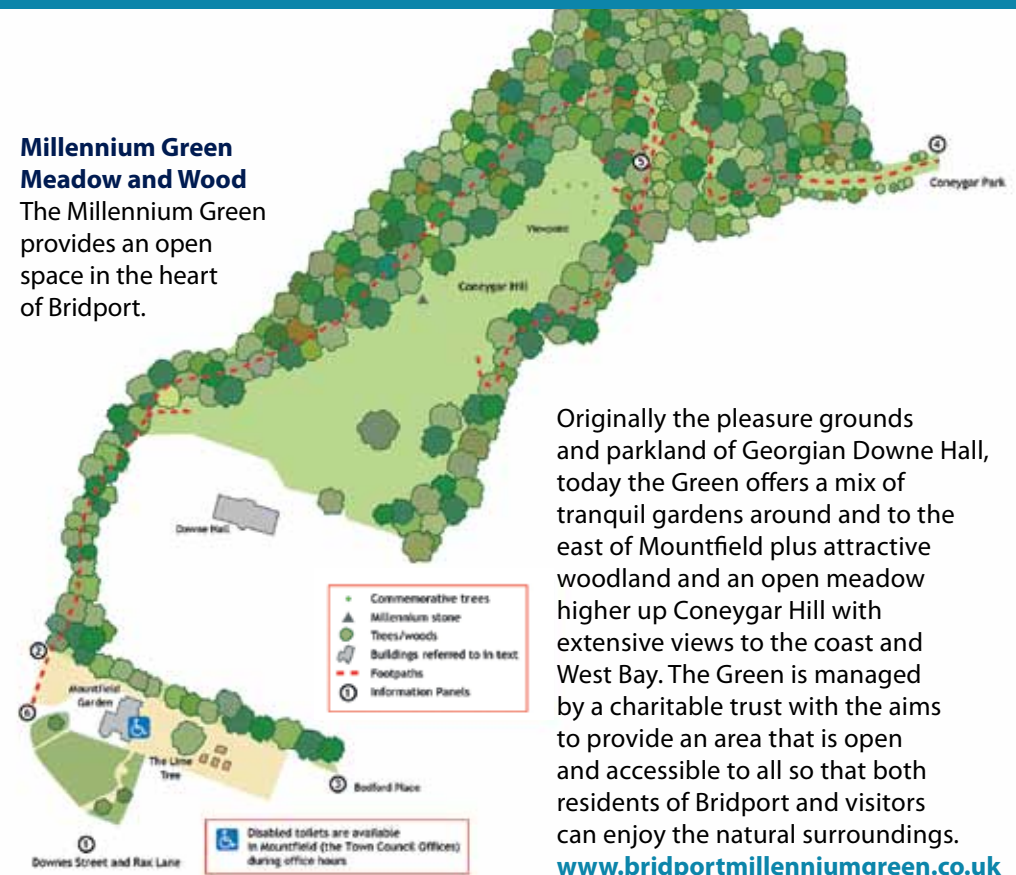 Millennium Green
Meadow and Wood
The Millennium Green
provides an open
space in the heart
of Bridport.
5
4
Coneygar Park
Viewpoint
Coneygar Hill
Downe Hall
Originally the pleasure grounds
and parkland of Georgian Downe Hall,
today the Green offers a mix of
tranquil gardens around and to the
east of Mountfield plus attractive
woodland and an open meadow
higher up Coneygar Hill with
extensive views to the coast and
West Bay. The Green is managed
by a charitable trust with the aims
to provide an area that is open
and accessible to all so that both
residents of Bridport and visitors
can enjoy the natural surroundings.
www.bridportmillenniumgreen.co.uk
Commemorative trees
Millennium stone
Trees/woods
Buildings referred to in text
Footpaths
1 Information Panels
2
Mountfield
Garden
6
The Lime
Tree
3 Bedford Place
1
Downes Street and Rax Lane
Disabled toilets are available
in Mountfield (the Town Council Offices)
during office hours